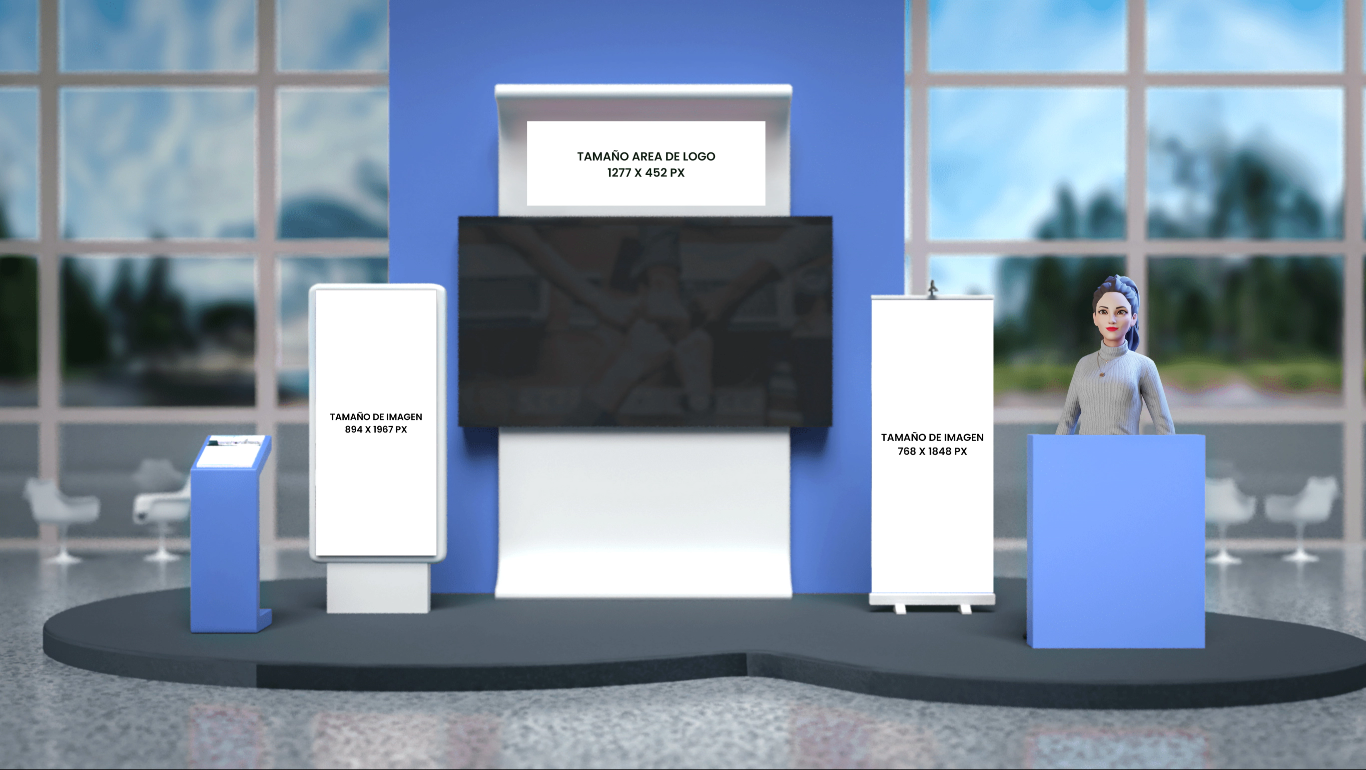 TAMAÑO AREA DE LOGO
1277 X 452 PX
TAMAÑO DE IMAGEN
894 X 1967 PX
TAMAÑO DE IMAGEN
768 X 1848 PX